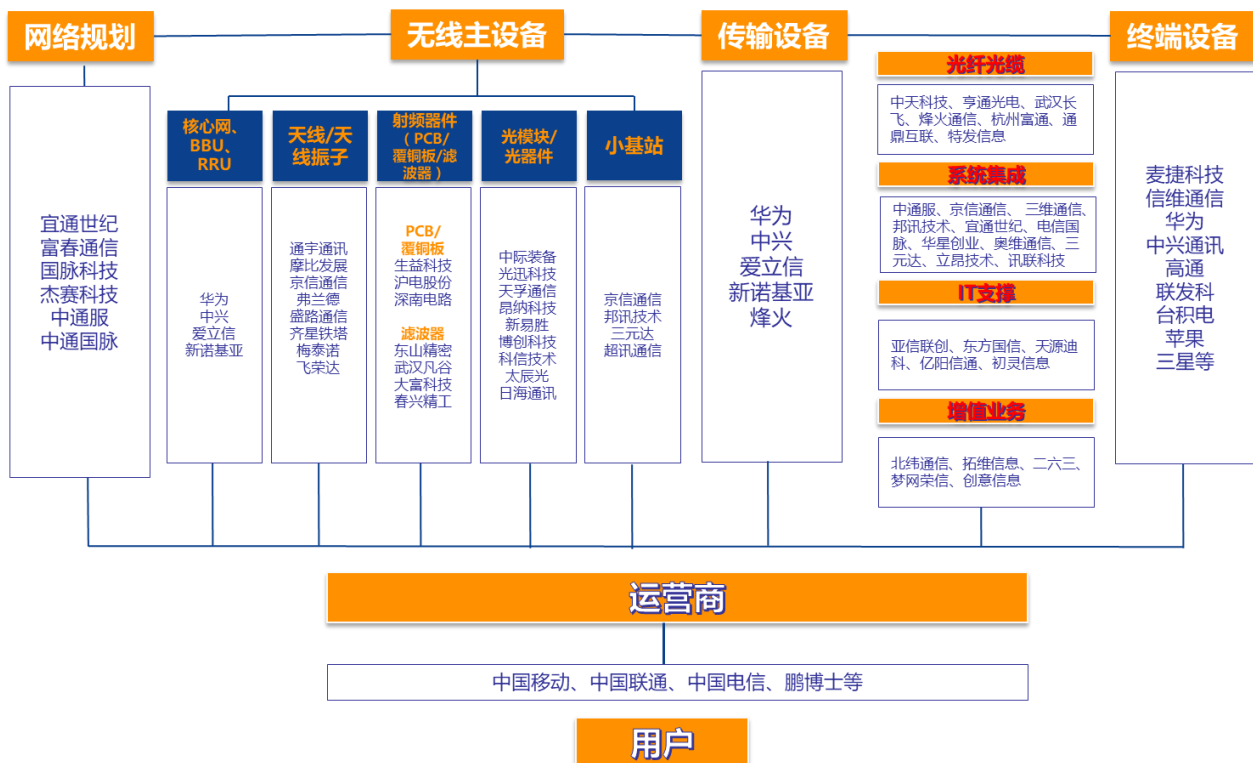 网络规划
无线主设备
传输设备
终端设备
宜通世纪
富春通信
国脉科技
杰赛科技
中通服
中通国脉
核心网、
BBU、
RRU
华为
中兴
爱立信
新诺基亚
天线/天
线振子
通宇通讯
摩比发展
京信通信
弗兰德
盛路通信
齐星铁塔
梅泰诺
飞荣达
射频器件
（PCB/
覆铜板/滤
波器）
PCB/
覆铜板
生益科技
沪电股份
深南电路
滤波器
东山精密
武汉凡谷
大富科技
春兴精工
光模块/
光器件
中际装备
光迅科技
天孚通信
昂纳科技
新易胜
博创科技
科信技术
太辰光
日海通讯
小基站
京信通信
邦讯技术
三元达
超讯通信
华为
中兴
爱立信
新诺基亚
烽火
光纤光缆
中天科技、亨通光电、武汉长
飞、烽火通信、杭州富通、通
鼎互联、特发信息
系统集成
中通服、京信通信、三维通信、
邦讯技术、宜通世纪、电信国
脉、华星创业、奥维通信、三
元达、立昂技术、讯联科技
IT支撑
亚信联创、东方国信、天源迪
科、亿阳信通、初灵信息
增值业务
北纬通信、拓维信息、二六三、
梦网荣信、创意信息
麦捷科技
信维通信
华为
中兴通讯
高通
联发科
台积电
苹果
三星等
运营商
中国移动、中国联通、中国电信、鹏博士等
用户